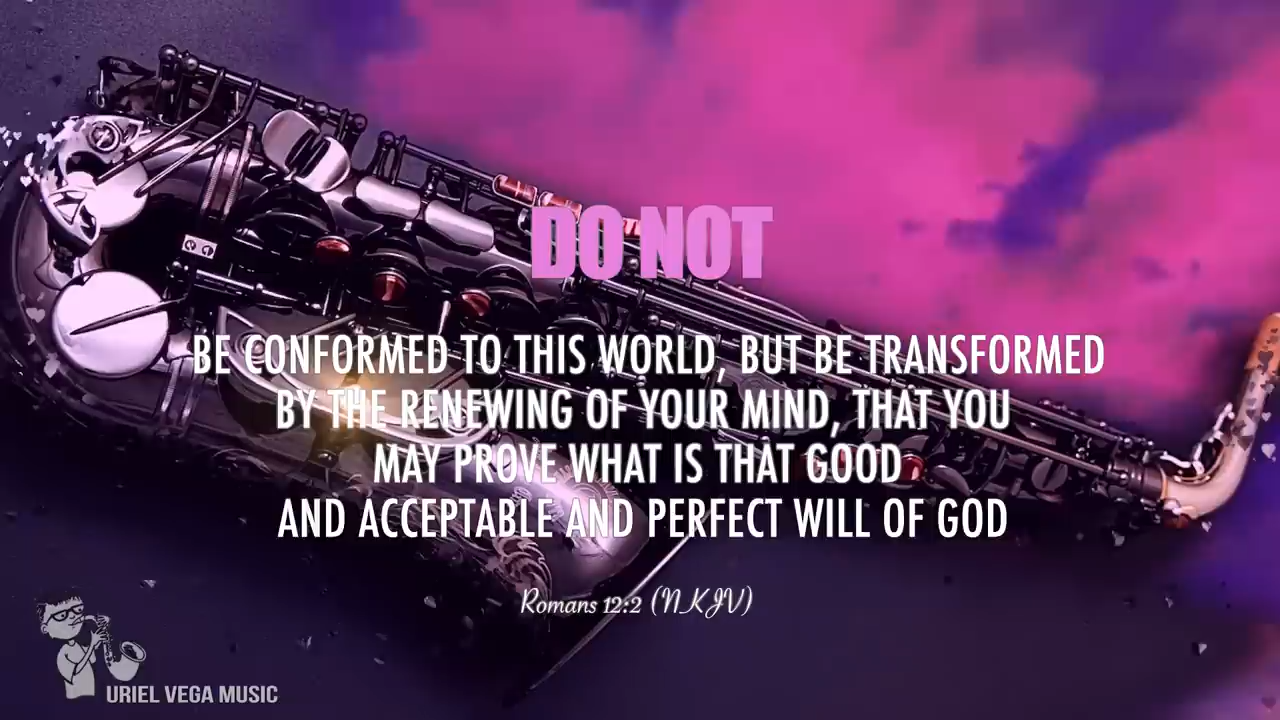 DO NOT
BE CONFORMED TO THIS WORLD, BUT BE TRANSFORMED
BY THE RENEWING OF YOUR MIND, THAT YOU
MAY PROVE WHAT IS THAT GOOD
AND ACCEPTABLE AND PERFECT WILL OF GOD
Romans 12:2 (NKJV)
URIEL VEGA MUSIC